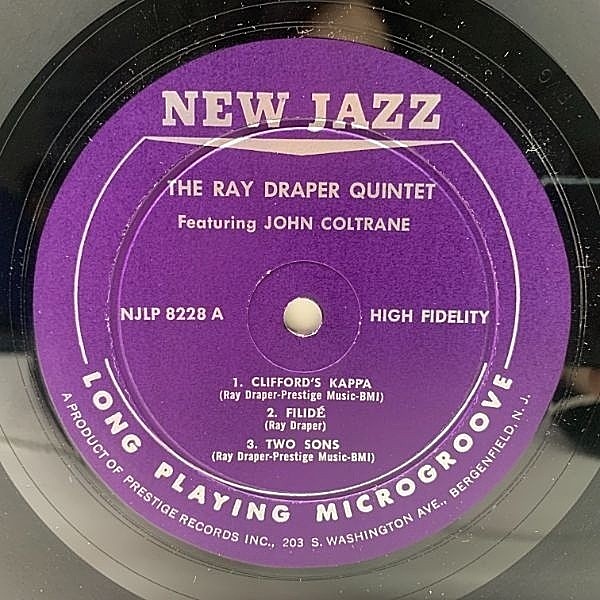 NEW JAZZ
THE RAY DRAPER QUINTET
Featuring JOHN COLTRANE
NJLP 8228 A
HIGH FIDELITY
1. CLIFFORD'S KAPPA
(Ray Draper-Prestige Music-BMI)
2. FILIDÉ
(Ray Draper)
3. TWO SONS
(Ray Draper-Prestige Music-BMI)
LONG PLAYING MICROGROOVE
A PRODUCT OF PRESTIGE RECORDS INC., 203 S. WASHINGTON AVE., BERGENFIELD, N. J.